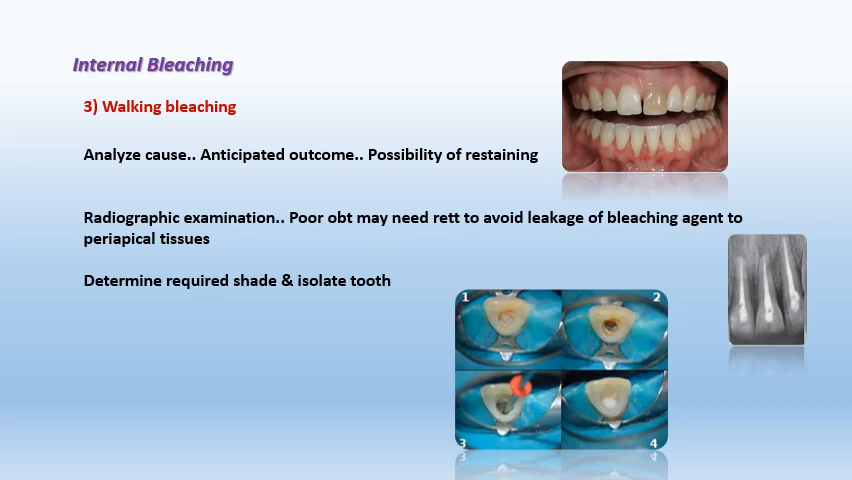 Internal Bleaching
3) Walking bleaching
Analyze cause.. Anticipated outcome.. Possibility of restaining
Radiographic examination.. Poor obt may need rett to avoid leakage of bleaching agent to
periapical tissues
Determine required shade & isolate tooth
1
2
3
4